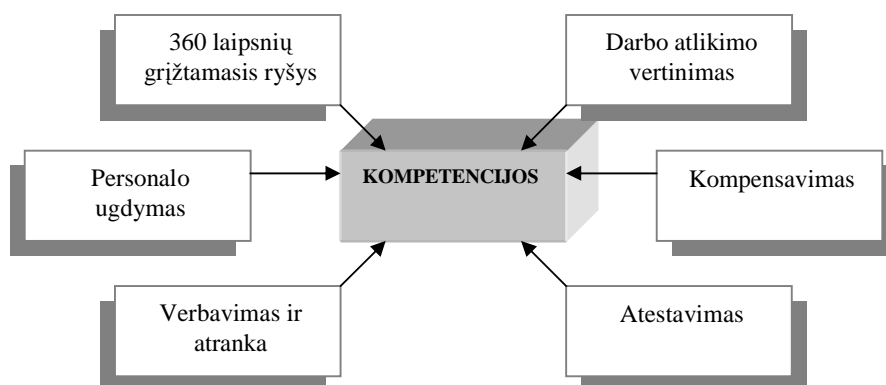 360 laipsnių
grįžtamasis ryšys
Darbo atlikimo
vertinimas
Personalo
ugdymas
KOMPETENCIJOS
Kompensavimas
Verbavimas ir
atranka
Atestavimas